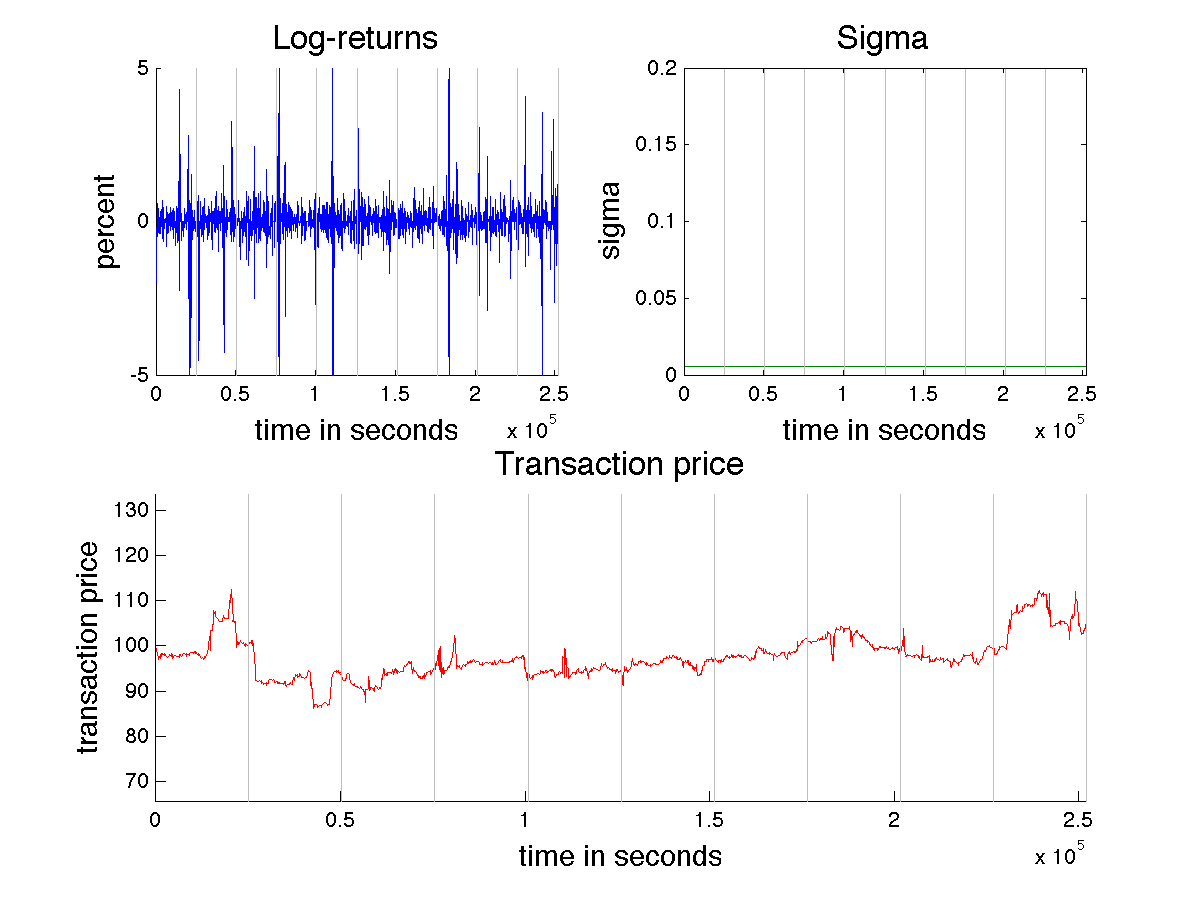 Log-returns
5
0
-5
percent
0 0.5 1 1.5 2 2.5
x 10^5
time in seconds
Sigma
0.2
0.15
0.1
0.05
0
sigma
0 0.5 1 1.5 2 2.5
x 10^5
time in seconds
Transaction price
130
120
110
100
90
80
70
transaction price
0 0.5 1 1.5 2 2.5
x 10^5
time in seconds